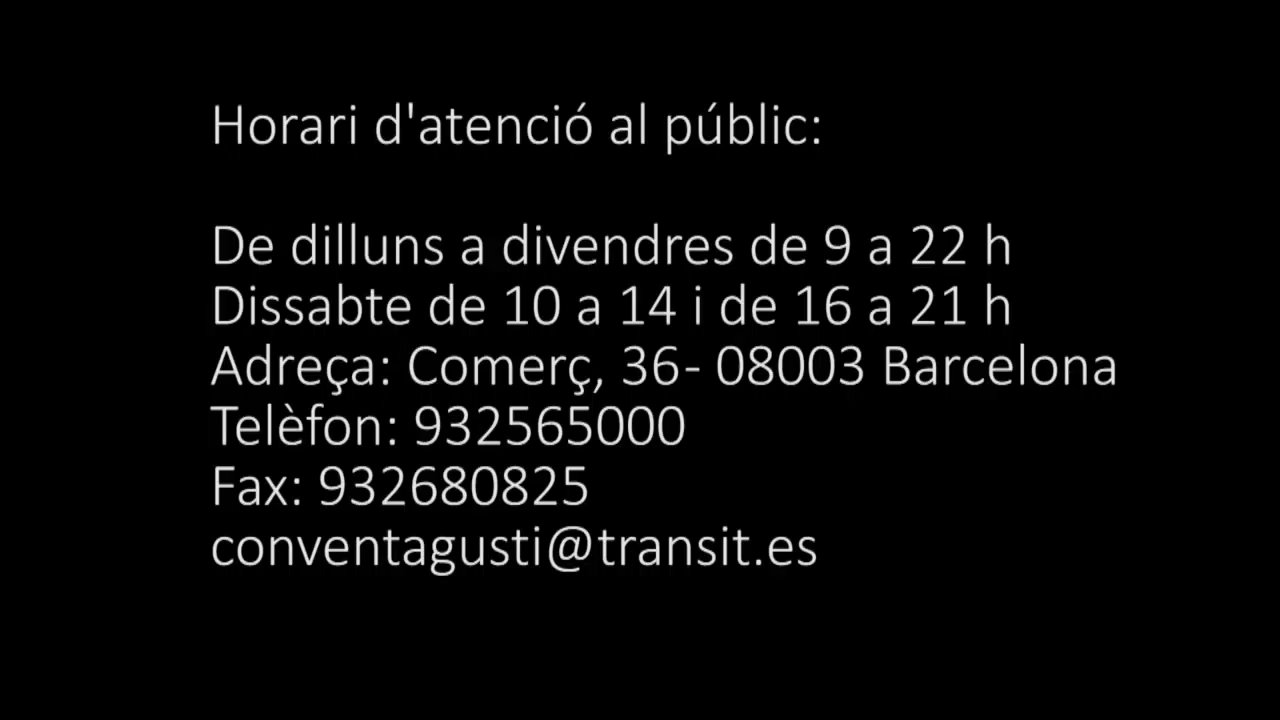 Horari d'atenció al públic:
De dilluns a divendres de 9 a 22 h
Dissabte de 10 a 14 i de 16 a 21 h
Adreça: Comerç, 36- 08003 Barcelona
Telèfon: 932565000
Fax: 932680825
conventagusti@transit.es